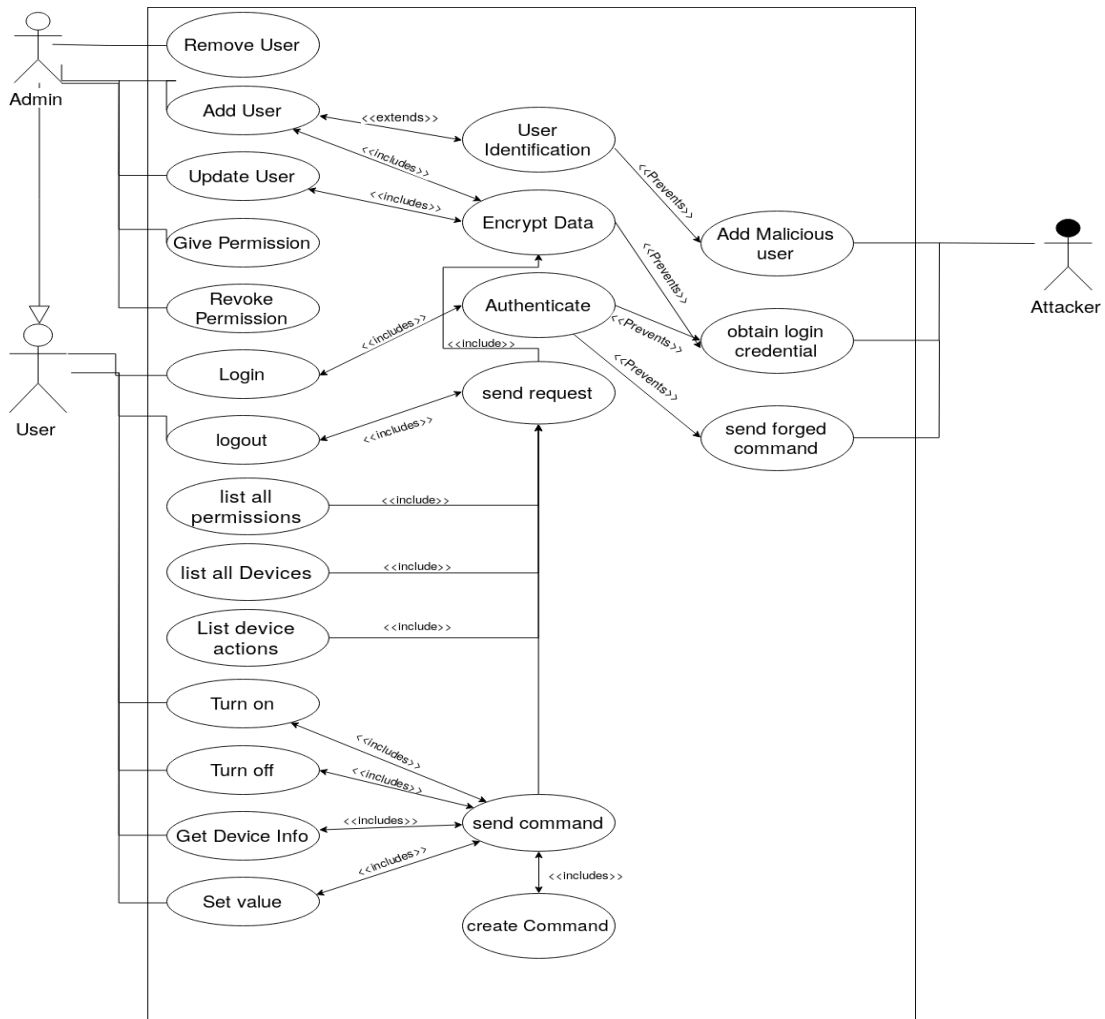 Remove User
Admin
Add User
<<extends>>
User
Identification
<<includes>>
Update User
<<includes>>
<<Prevents>>
Encrypt Data
Give Permission
Add Malicious
user
<<Prevents>>
Attacker
Revoke
Permission
Authenticate
<<includes>>
<<Prevents>>
obtain login
credential
<<include>>
Login
<<Prevents>>
send request
User
logout
<<includes>>
send forged
command
list all
permissions
<<include>>
list all Devices
<<include>>
List device
actions
<<include>>
Turn on
<<includes>>
Turn off
<<includes>>
Get Device Info
<<includes>>
send command
<<includes>>
Set value
<<includes>>
create Command